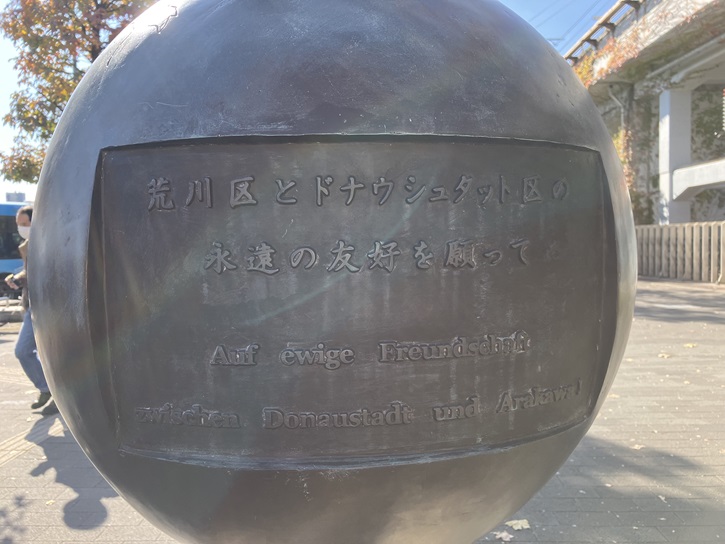 荒川区とドナウシュタット区の
永遠の友好を願って
Auf ewige Freundschaft
zwischen Donaustadt und Arakawa